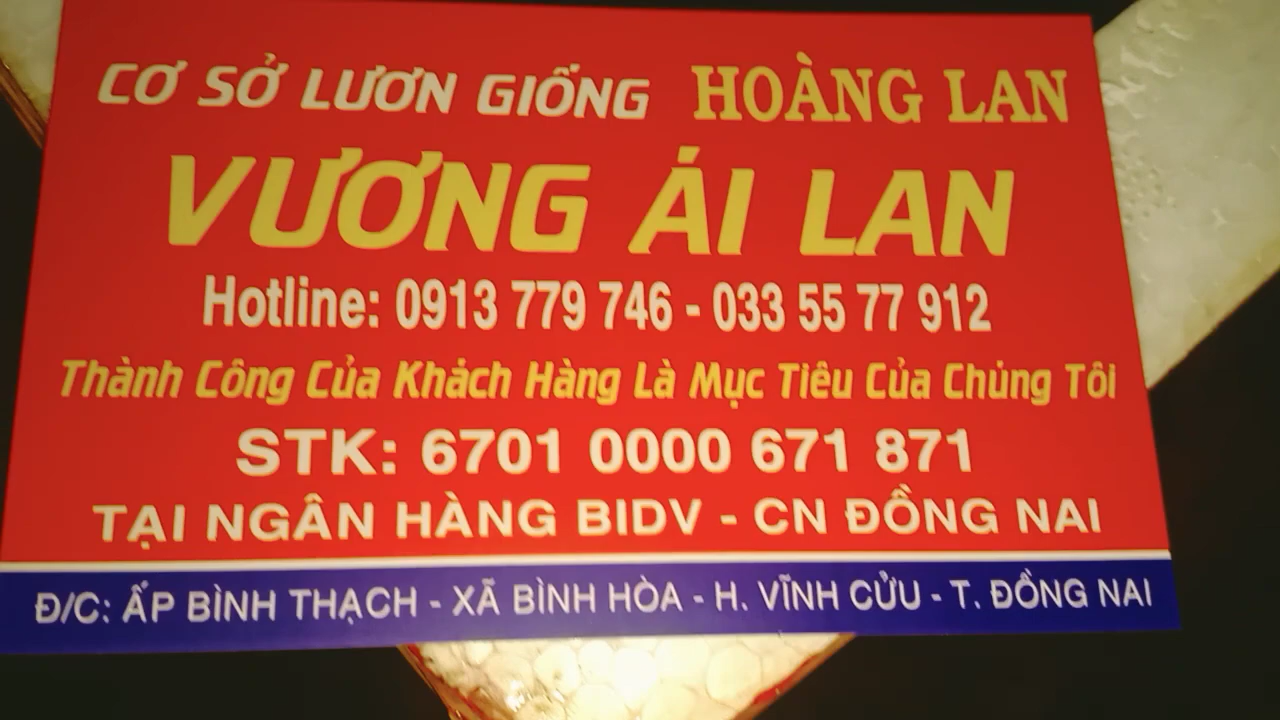 CƠ SỞ LƯƠN GIỐNG HOÀNG LAN
VƯƠNG ÁI LAN
Hotline: 0913 779 746 - 033 55 77 912
Thành Công Của Khách Hàng Là Mục Tiêu Của Chúng Tôi
STK: 6701 0000 671 871
TẠI NGÂN HÀNG BIDV - CN ĐỒNG NAI
Đ/C: ẤP BÌNH THẠCH - XÃ BÌNH HÒA - H. VĨNH CỬU - T. ĐỒNG NAI